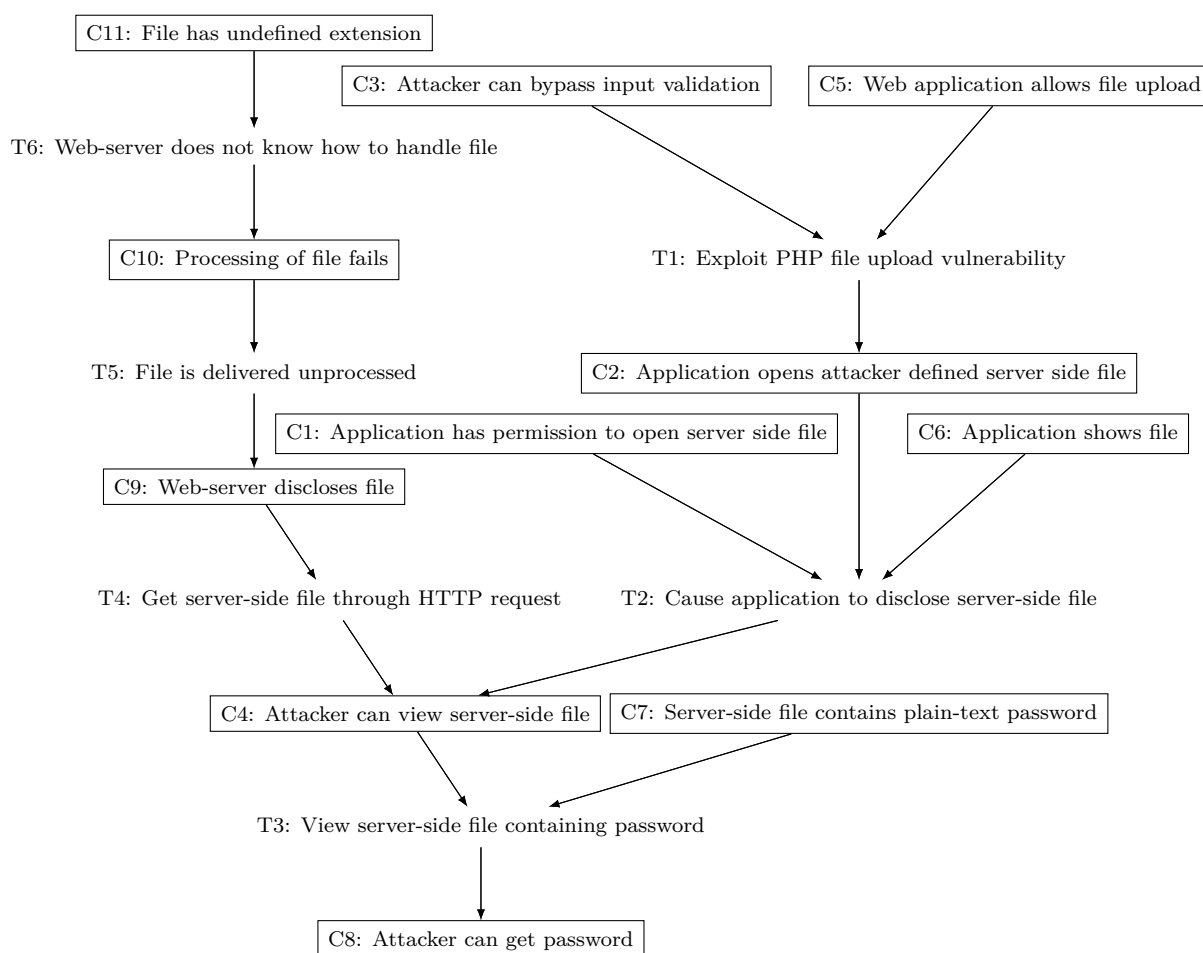 C11: File has undefined extension
C3: Attacker can bypass input validation
C5: Web application allows file upload
T6: Web-server does not know how to handle file
C10: Processing of file fails
T1: Exploit PHP file upload vulnerability
T5: File is delivered unprocessed
C2: Application opens attacker defined server side file
C1: Application has permission to open server side file
C6: Application shows file
C9: Web-server discloses file
T4: Get server-side file through HTTP request
T2: Cause application to disclose server-side file
C4: Attacker can view server-side file
C7: Server-side file contains plain-text password
T3: View server-side file containing password
C8: Attacker can get password